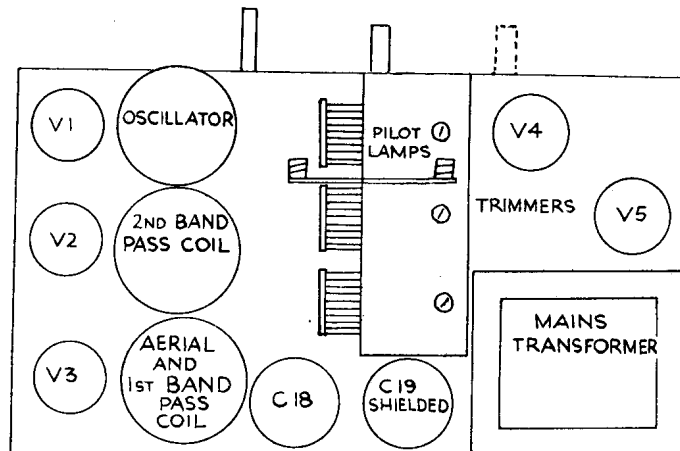 V1
OSCILLATOR
PILOT
LAMPS
V4
V2
2ND BAND
PASS COIL
TRIMMERS
V5
V3
AERIAL
AND
1ST BAND
PASS
COIL
C18
C19
SHIELDED
MAINS
TRANSFORMER